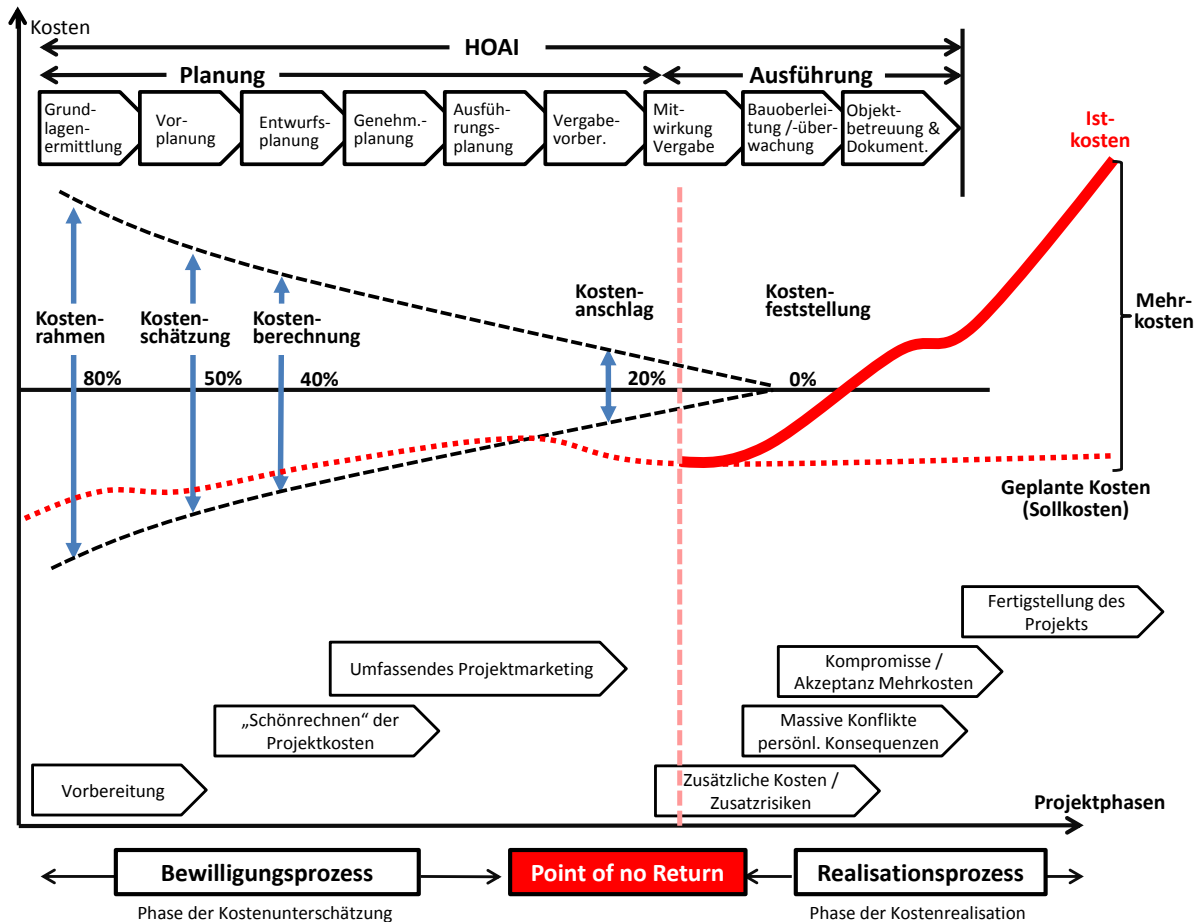 Kosten
HOAI
Planung
Ausführung
Grund-
lagen-
ermittlung
Vor-
planung
Entwurfs-
planung
Genehm.-
planung
Ausfüh-
rungs-
planung
Vergabe-
vorber.
Mit-
wirkung
Vergabe
Bauoberlei-
tung /-über-
wachung
Objekt-
betreuung &
Dokument.
Ist-
kosten
Kosten-
rahmen
Kosten-
schätzung
Kosten-
berechnung
Kosten-
anschlag
Kosten-
feststellung
Mehr-
kosten
80%
50%
40%
20%
0%
Geplante Kosten
(Sollkosten)
Fertigstellung des
Projekts
Umfassendes Projektmarketing
Kompromisse /
Akzeptanz Mehrkosten
„Schönrechnen“ der
Projektkosten
Massive Konflikte
persönl. Konsequenzen
Vorbereitung
Zusätzliche Kosten /
Zusatzrisiken
Projektphasen
Bewilligungsprozess
Point of no Return
Realisationsprozess
Phase der Kostenunterschätzung
Phase der Kostenrealisation